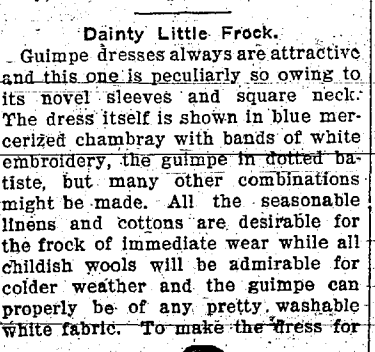 Dainty Little Frock.
Guimpe dresses always are attractive
and this one is peculiarly so owing to
its novel sleeves and square neck.
The dress itself is shown in blue mer-
cerized chambray with bands of white
embroidery, the guimpe in dotted ba-
tiste, but many other combinations
might be made. All the seasonable
linens and cottons are desirable for
the frock of immediate wear while all
childish wools will be admirable for
colder weather and the guimpe can
properly be of any pretty washable
white fabric. To make the dress for